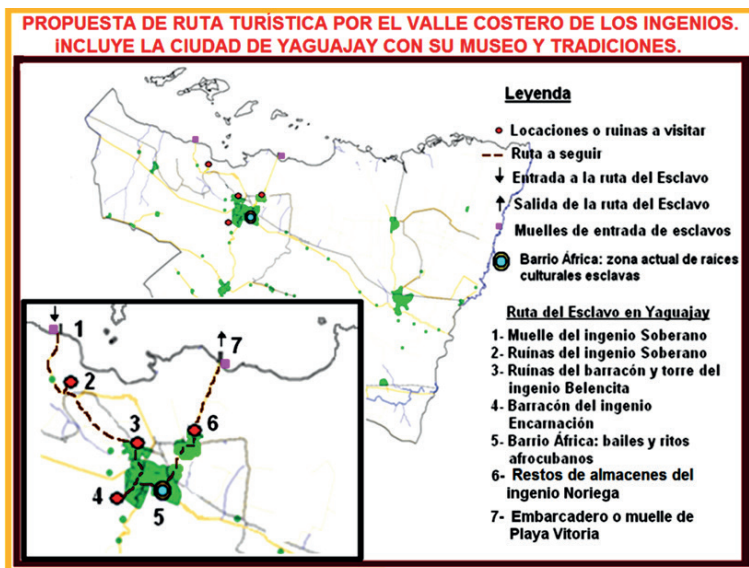 PROPUESTA DE RUTA TURÍSTICA POR EL VALLE COSTERO DE LOS INGENIOS.
iNCLUYE LA CIUDAD DE YAGUAJAY CON SU MUSEO Y TRADICIONES.
Leyenda
Locaciones o ruinas a visitar
Ruta a seguir
Entrada a la ruta del Esclavo
Salida de la ruta del Esclavo
Muelles de entrada de esclavos
Barrio África: zona actual de raíces
culturales esclavas
Ruta del Esclavo en Yaguajay
1- Muelle del ingenio Soberano
2- Ruínas del ingenio Soberano
3- Ruínas del barracón y torre del
ingenio Belencita
4- Barracón del ingenio
Encarnación
5- Barrio África: bailes y ritos
afrocubanos
6- Restos de almacenes del
ingenio Noriega
7- Embarcadero o muelle de
Playa Vitoria
1
2
3
4
5
6
7